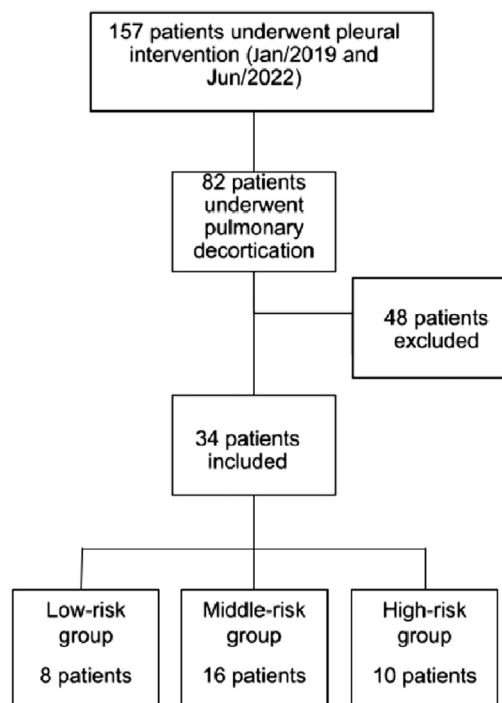 157 patients underwent pleural
intervention (Jan/2019 and
Jun/2022)
82 patients
underwent
pulmonary
decortication
48 patients
excluded
34 patients
included
Low-risk
group
8 patients
Middle-risk
group
16 patients
High-risk
group
10 patients